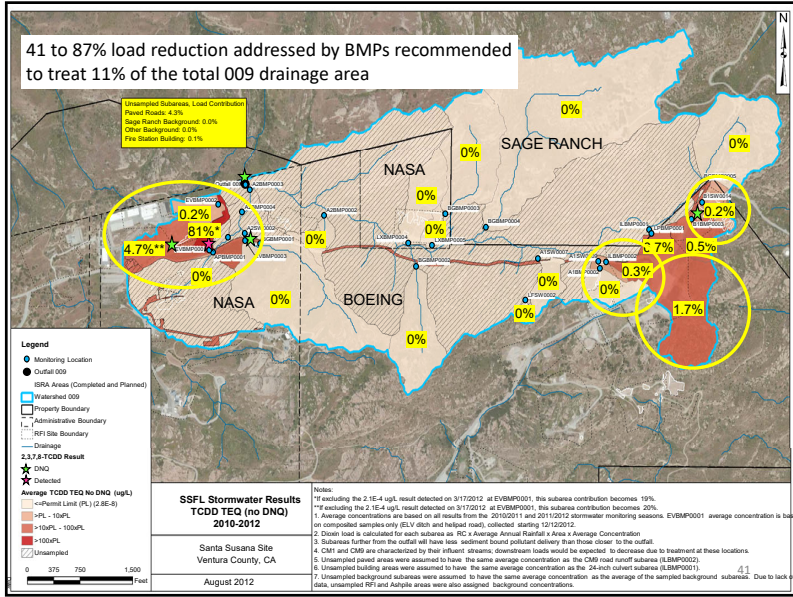 41 to 87% load reduction addressed by BMPs recommended
to treat 11% of the total 009 drainage area
N
Unsampled Subareas, Load Contribution
Paved Roads: 4.3%
Sage Ranch Background: 0.0%
Other Background: 0.0%
Fire Station Building: 0.1%
0%
SAGE RANCH
0%
0%
NASA
0%
Outfall 009
A2BMP0003
EVBMP0002
0.2%
A2BMP0002
BGBMP0003
0%
BGBMP0004
B1SW0014
0.2%
B1BMP0003
81%*
4.7%**
0%
LXBMP0004
LXBMP0005
BGBMP0002
ILBMP0004
LPBMP0001
0.5%
A1SW0007
ILBMP0002
0.3%
0%
0%
NASA
0%
BOEING
0%
LFSW0002
0%
1.7%
Legend
Monitoring Location
Outfall 009
ISRA Areas (Completed and Planned)
Watershed 009
Property Boundary
Administrative Boundary
RFI Site Boundary
Drainage
2,3,7,8-TCDD Result
DNQ
Detected
Average TCDD TEQ No DNQ (ug/L)
<=Permit Limit (PL) (2.8E-8)
>PL - 10xPL
>10xPL - 100xPL
>100xPL
Unsampled
0 375 750 1,500
Feet
SSFL Stormwater Results
TCDD TEQ (no DNQ)
2010-2012
Santa Susana Site
Ventura County, CA
August 2012
Notes:
*If excluding the 2.1E-4 ug/L result detected on 3/17/2012 at EVBMP0001, this subarea contribution becomes 19%.
**If excluding the 2.1E-4 ug/L result detected on 3/17/2012 at EVBMP0001, this subarea contribution becomes 20%.
1. Average concentrations are based on all results from the 2010/2011 and 2011/2012 stormwater monitoring seasons. EVBMP0001 average concentration is bas
on composited samples only (ELV ditch and helipad road), collected starting 12/12/2012.
2. Dioxin load is calculated for each subarea as RC x Average Annual Rainfall x Area x Average Concentration
3. Subareas further from the outfall will have less sediment bound pollutant delivery than those closer to the outfall.
4. CM1 and CM9 are characterized by their influent streams; downstream loads would be expected to decrease due to treatment at these locations.
5. Unsampled paved areas were assumed to have the same average concentration as the CM9 road runoff subarea (ILBMP0002).
6. Unsampled building areas were assumed to have the same average concentration as the 24-inch culvert subarea (ILBMP0001).
7. Unsampled background subareas were assumed to have the same average concentration as the average of the sampled background subareas. Due to lack o
data, unsampled RFI and Ashpile areas were also assigned background concentrations.
41